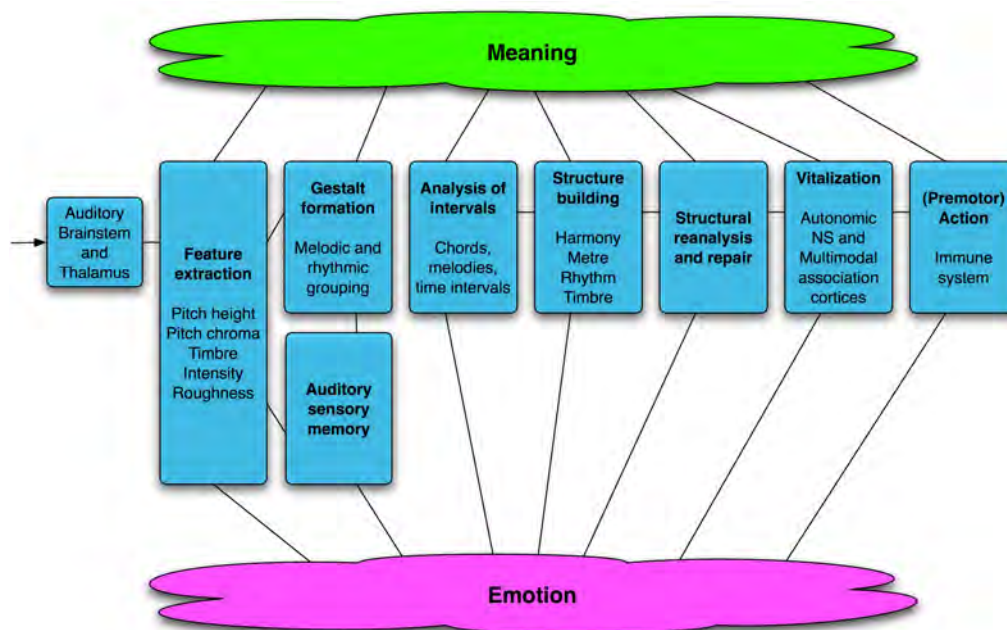 Meaning
Auditory
Brainstem
and
Thalamus
Feature
extraction
Pitch height
Pitch chroma
Timbre
Intensity
Roughness
Gestalt
formation
Melodic and
rhythmic
grouping
Auditory
sensory
memory
Analysis of
intervals
Chords,
melodies,
time intervals
Structure
building
Harmony
Metre
Rhythm
Timbre
Structural
reanalysis
and repair
Vitalization
Autonomic
NS and
Multimodal
association
cortices
(Premotor)
Action
Immune
system
Emotion